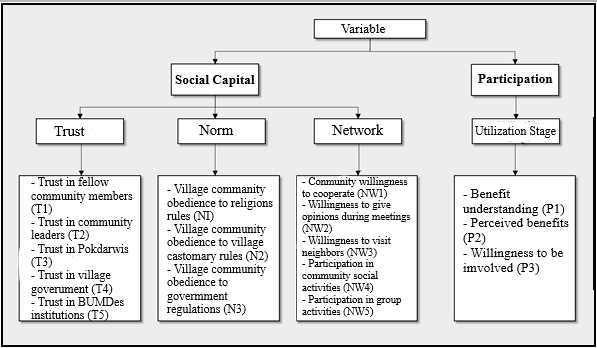 Variable
Social Capital
Participation
Trust
Norm
Network
Utilization Stage
- Trust in fellow
community members
(T1)
- Trust in community
leaders (T2)
- Trust in Pokdarwis
(T3)
- Trust in village
goverument (T4)
- Trust in BUMDes
institutions (T5)
- Village cambunity
obedience to religions
rules (NI)
- Village cambunity
obedience to village
castomary rules (N2)
- Village cambunity
obedience to
govermment
regulations (N3)
- Conmunity willingness
to cooperate (NW1)
- Willingness to give
opinions during meetings
(NW2)
- Willingness to visit
neighbors (NW3)
- Participation in
community social
activities (NW4)
- Participation in group
activities (NW5)
- Benefit
understanding (P1)
- Perceived benefits
(P2)
- Willingness to be
imvolved (P3)